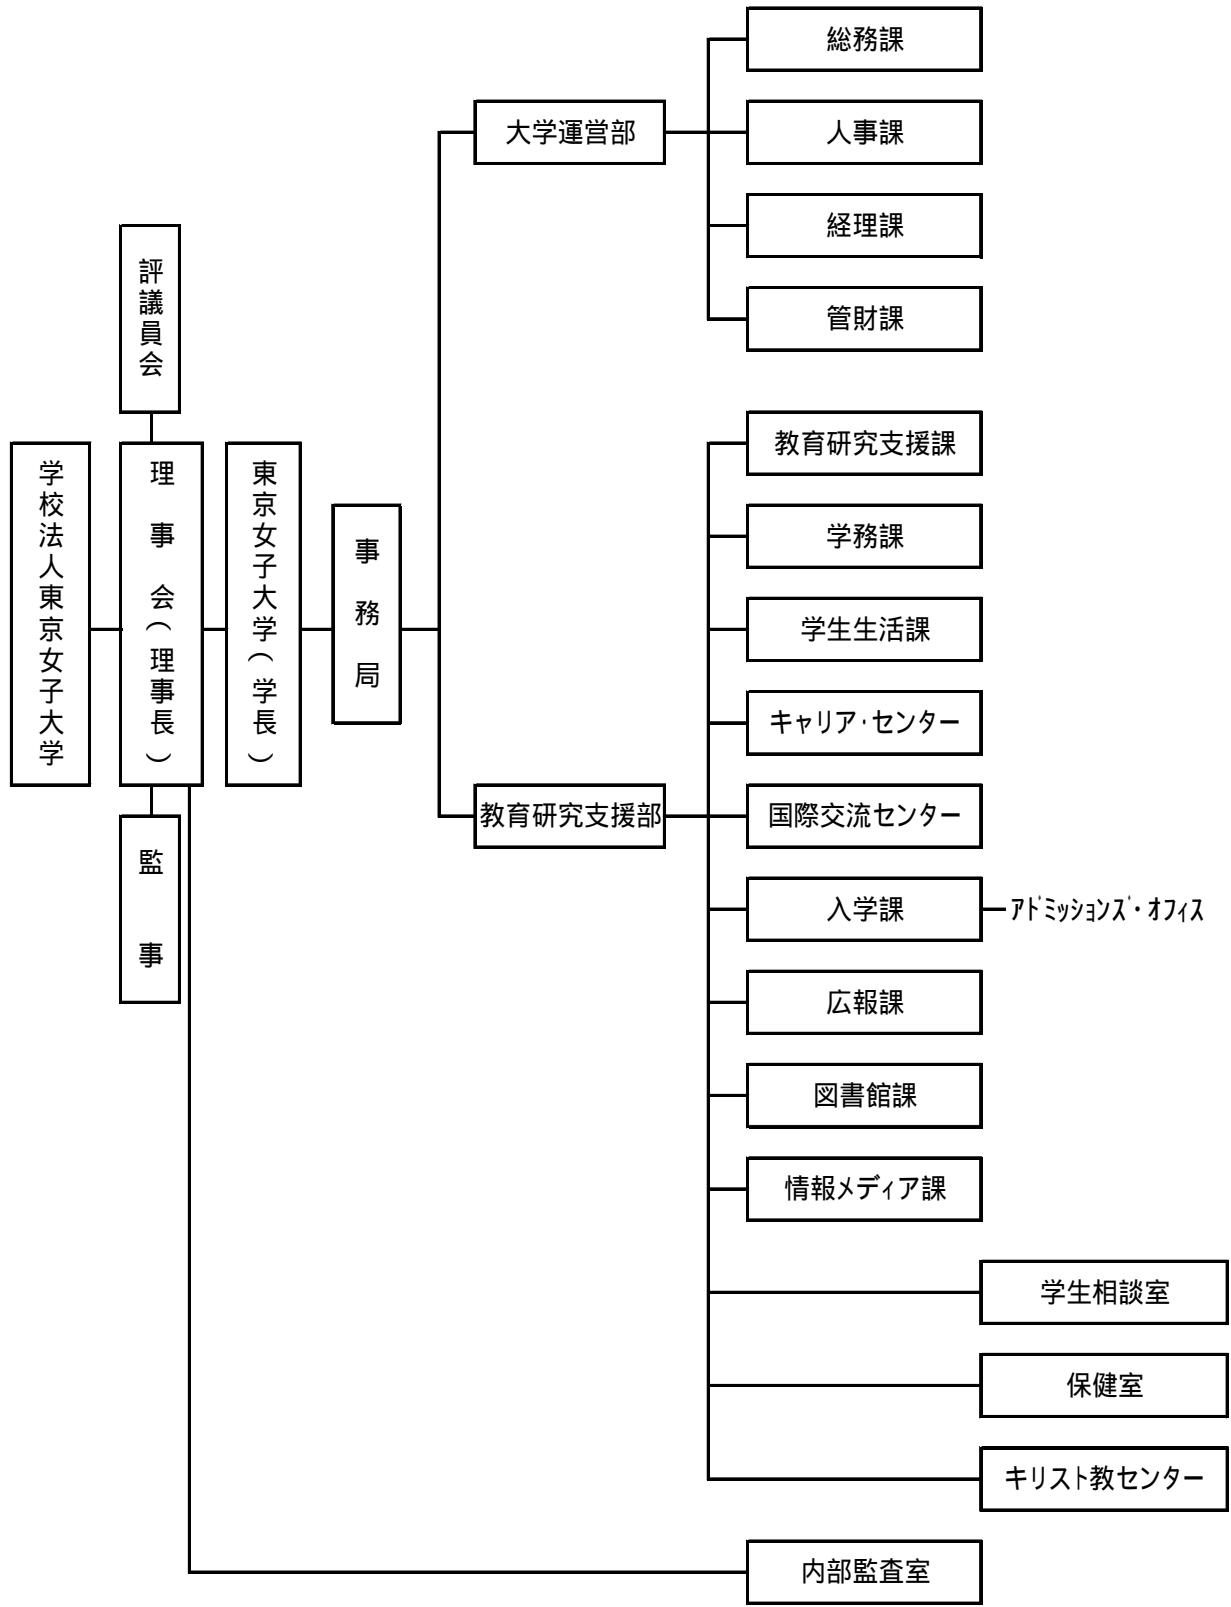 学校法人東京女子大学
評議員会
理事会（理事長）
監事
東京女子大学（学長）
事務局
大学運営部
総務課
人事課
経理課
管財課
教育研究支援部
教育研究支援課
学務課
学生生活課
キャリア・センター
国際交流センター
入学課
ｱﾄﾞﾐｯｼｮﾝｽﾞ・ｵﾌｨｽ
広報課
図書館課
情報メディア課
学生相談室
保健室
キリスト教センター
内部監査室